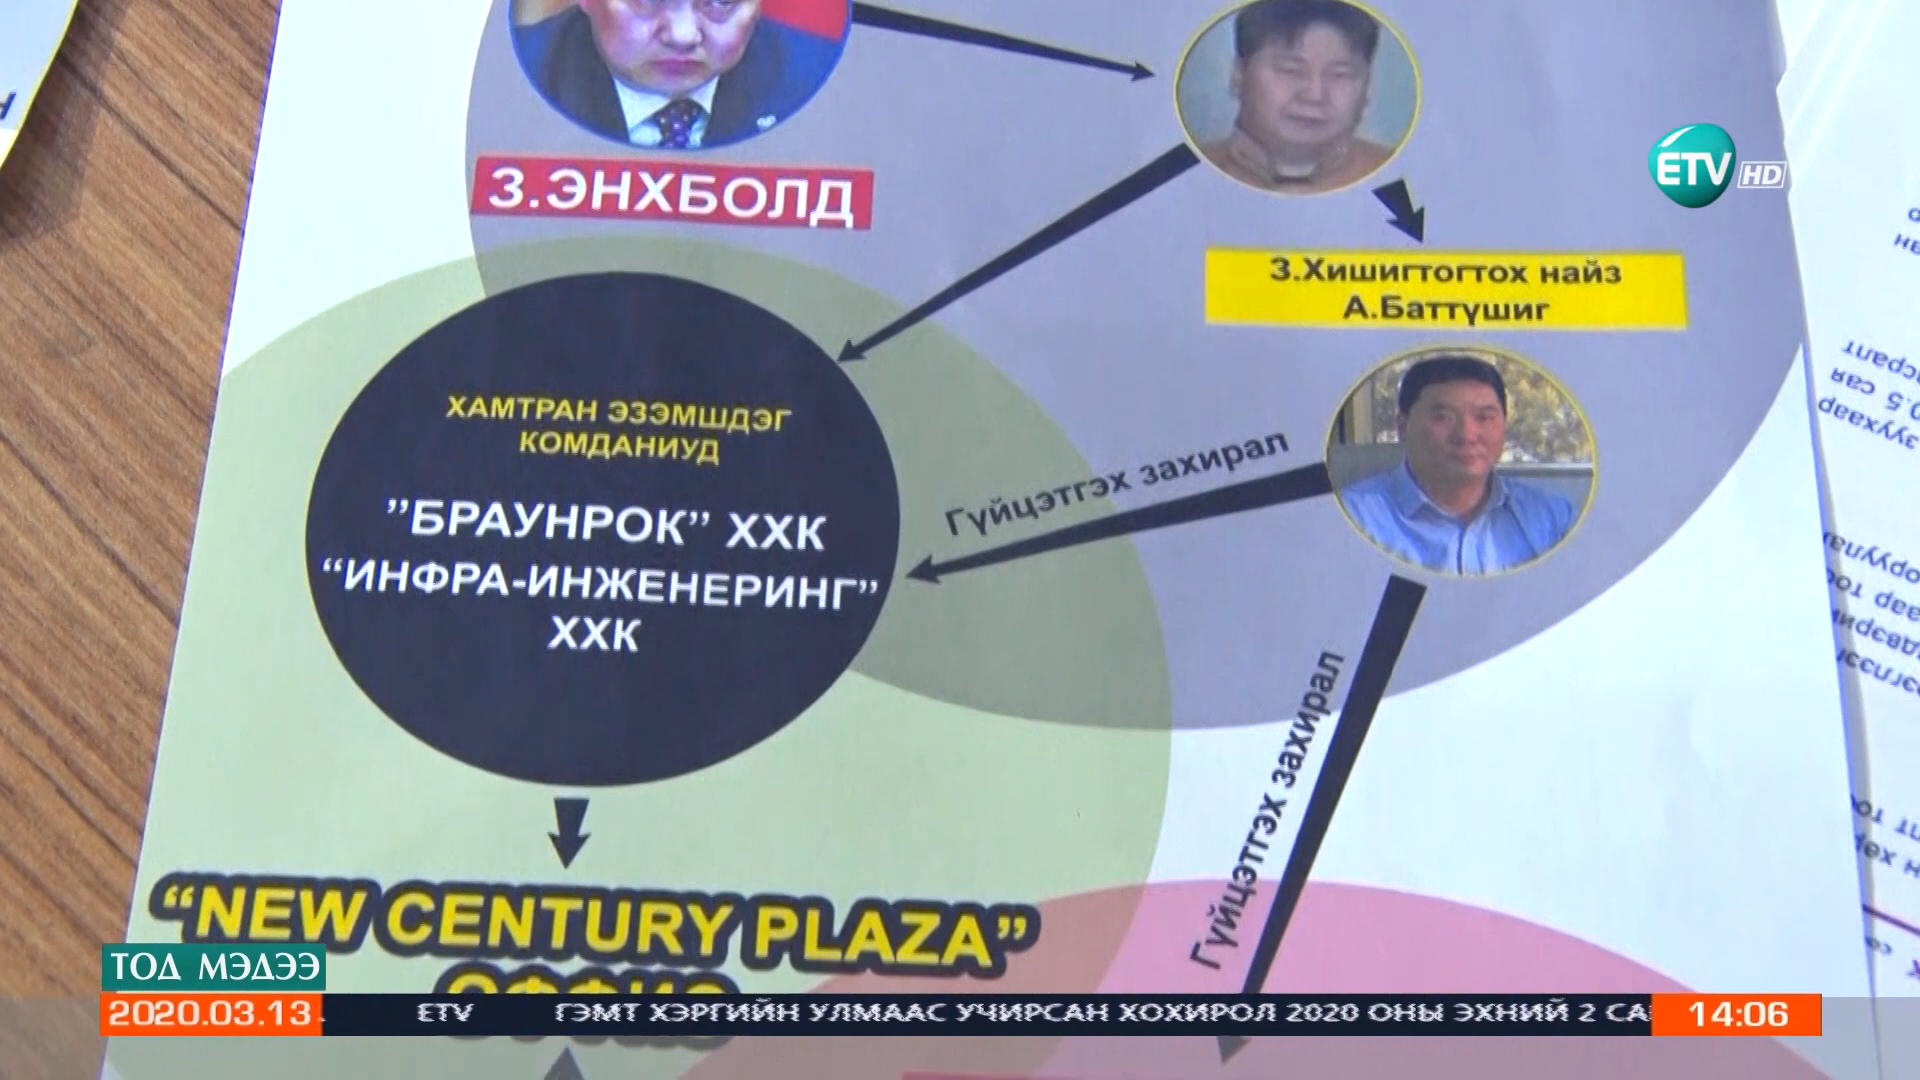 З.ЭНХБОЛД
ETV HD
З.Хишигтогтох найз
А.Баттүшиг
ХАМТРАН ЭЗЭМШДЭГ
КОМДАНИУД
”БРАУНРОК” ХХК
“ИНФРА-ИНЖЕНЕРИНГ”
ХХК
Гүйцэтгэх захирал
Гүйцэтгэх захирал
“NEW CENTURY PLAZA”
ОФФИС
ТОД МЭДЭЭ
2020.03.13
ETV ГЭМТ ХЭРГИЙН УЛМААС УЧИРСАН ХОХИРОЛ 2020 ОНЫ ЭХНИЙ 2 СА
14:06